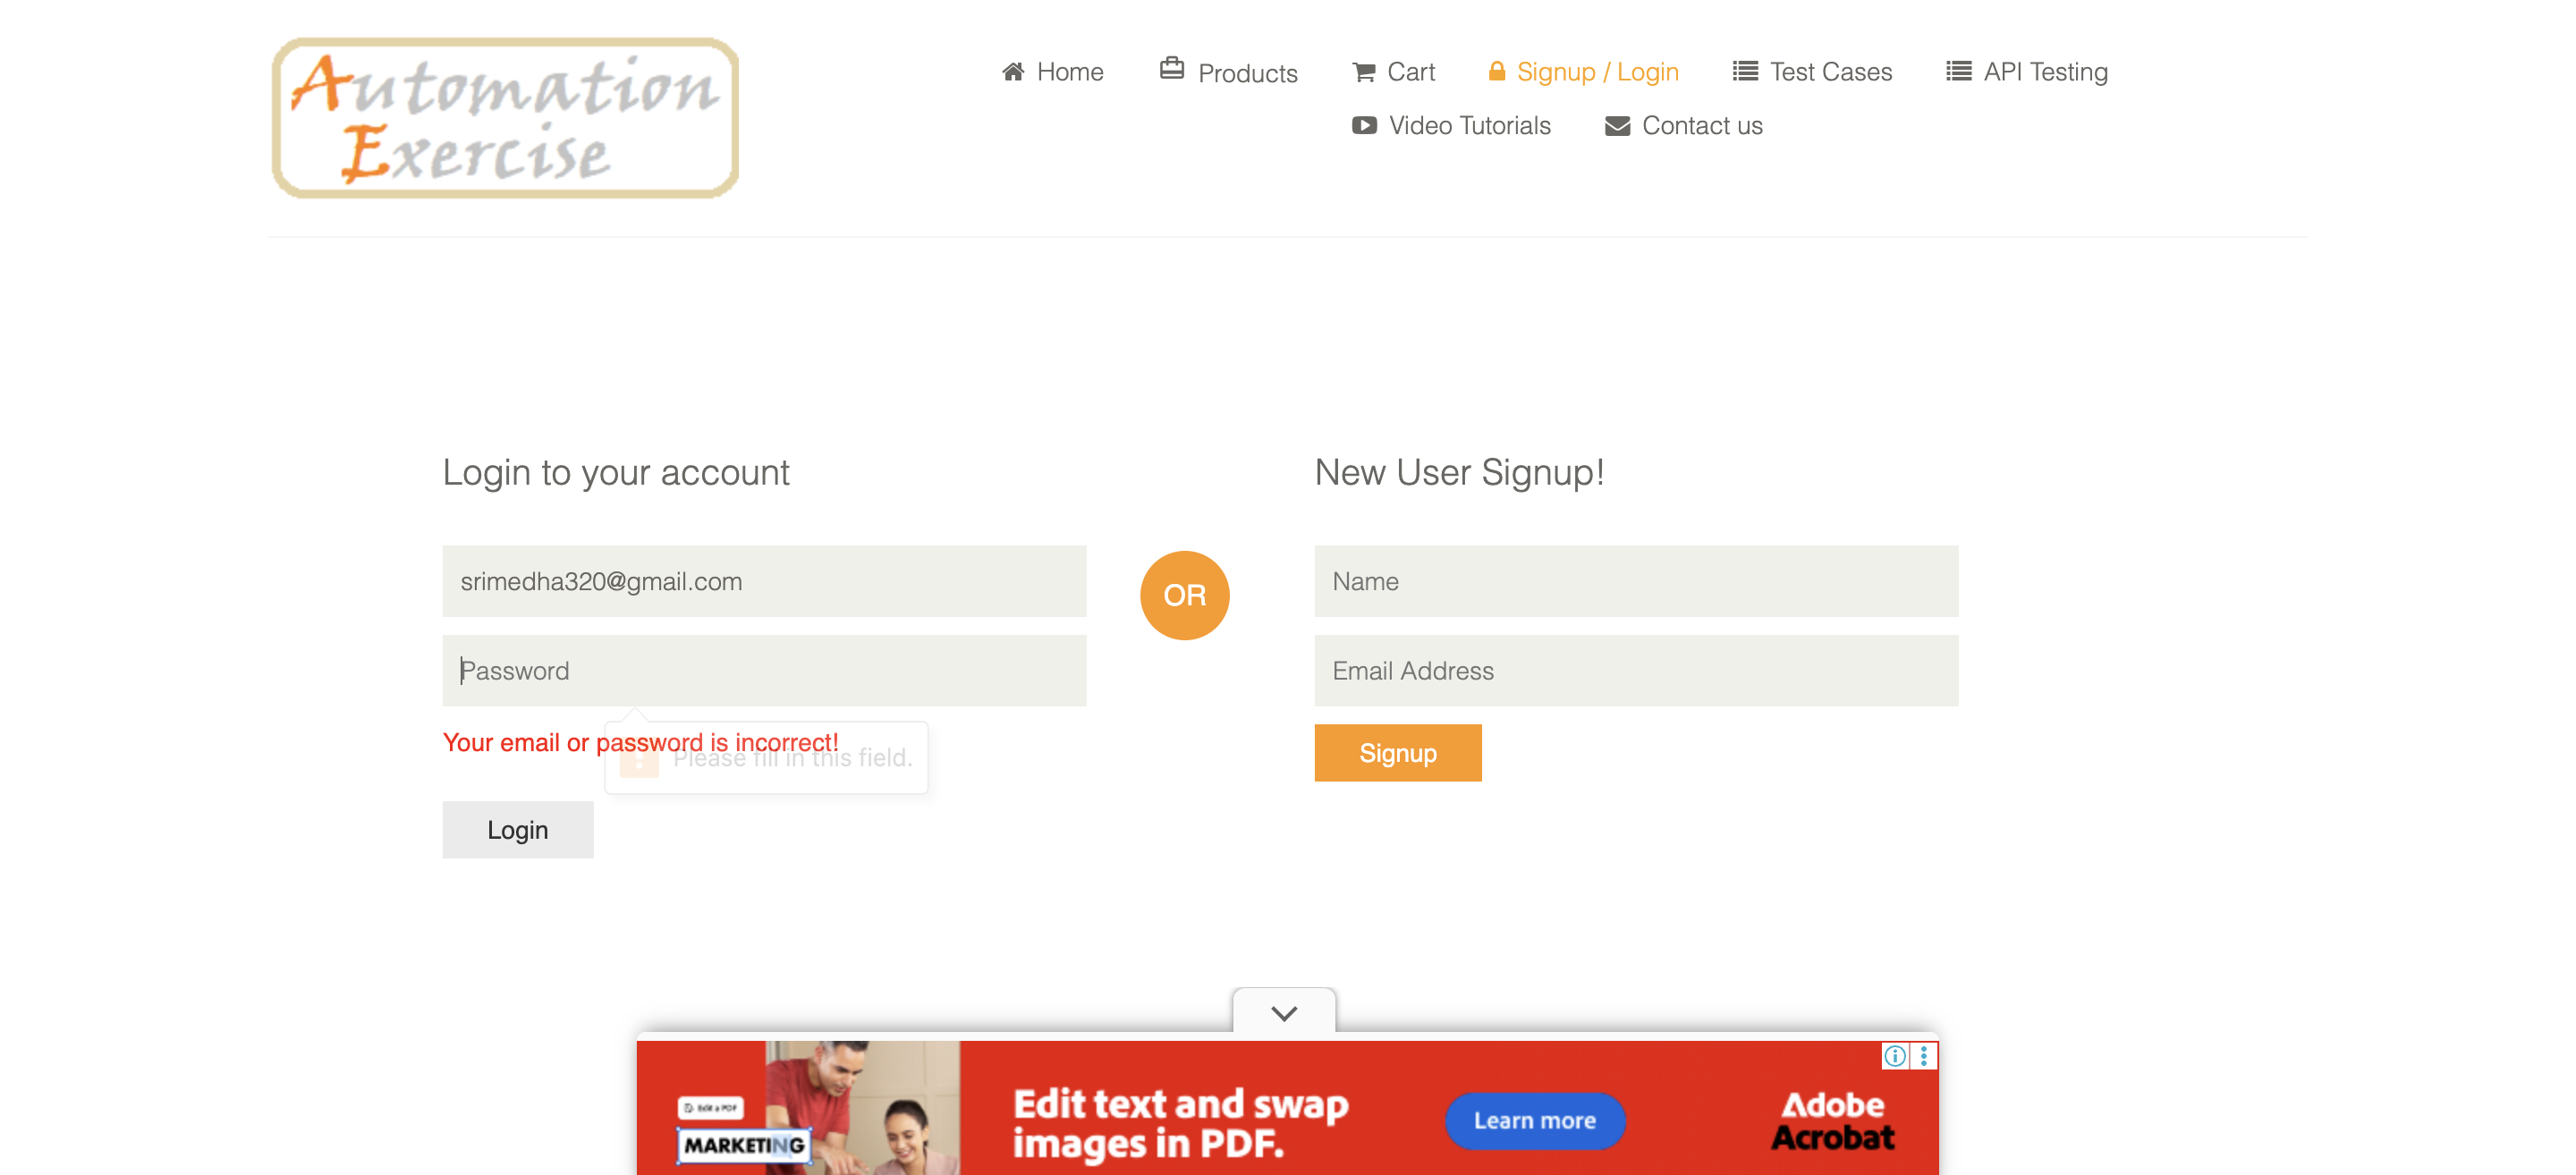 Automation
Exercise
Home
Products
Cart
Signup / Login
Test Cases
API Testing
Video Tutorials
Contact us
Login to your account
srimedha320@gmail.com
Password
Your email or password is incorrect!
Please fill in this field.
Login
OR
New User Signup!
Name
Email Address
Signup
Edit a PDF
MARKETING
Edit text and swap
images in PDF.
Learn more
Adobe
Acrobat